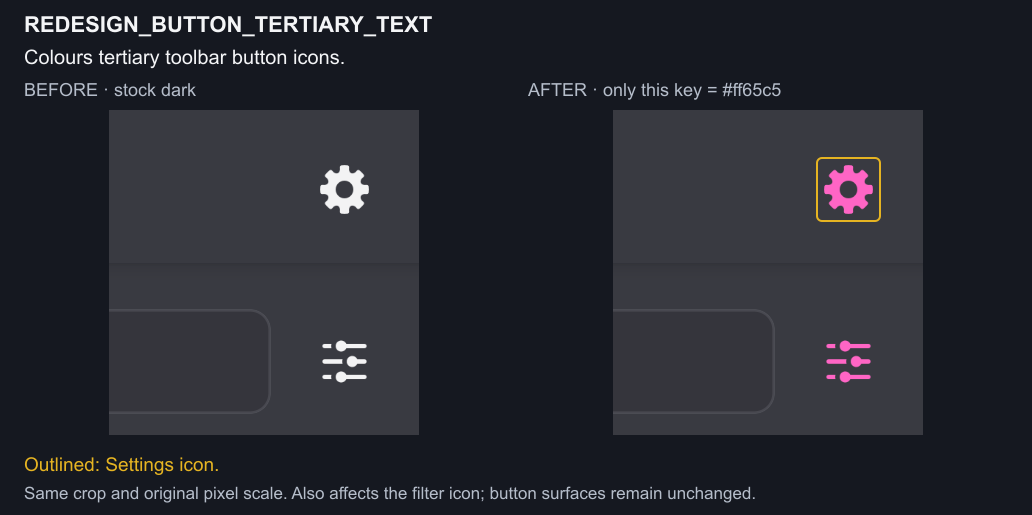 REDESIGN_BUTTON_TERTIARY_TEXT
Colours tertiary toolbar button icons.
BEFORE · stock dark
AFTER · only this key = #ff65c5
Outlined: Settings icon.
Same crop and original pixel scale. Also affects the filter icon; button surfaces remain unchanged.